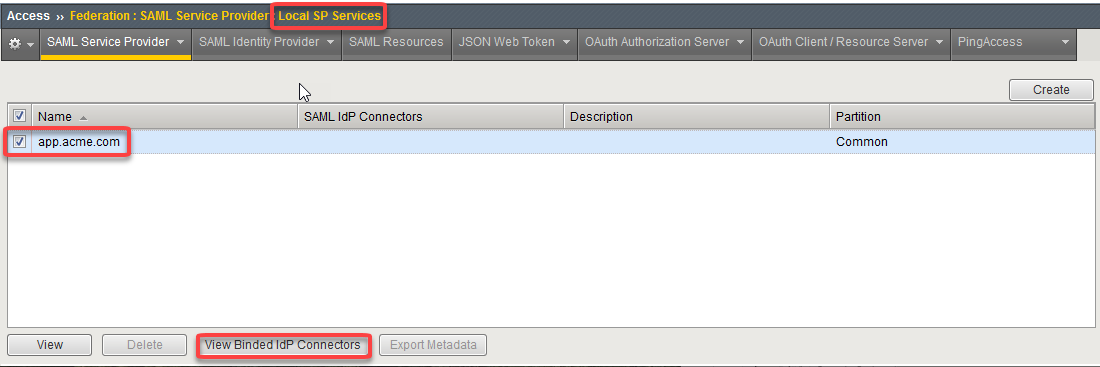 Access ›› Federation : SAML Service Provider : Local SP Services
SAML Service Provider SAML Identity Provider SAML Resources JSON Web Token OAuth Authorization Server OAuth Client / Resource Server PingAccess
Create
Name SAML IdP Connectors Description Partition
app.acme.com Common
View Delete View Binded IdP Connectors Export Metadata